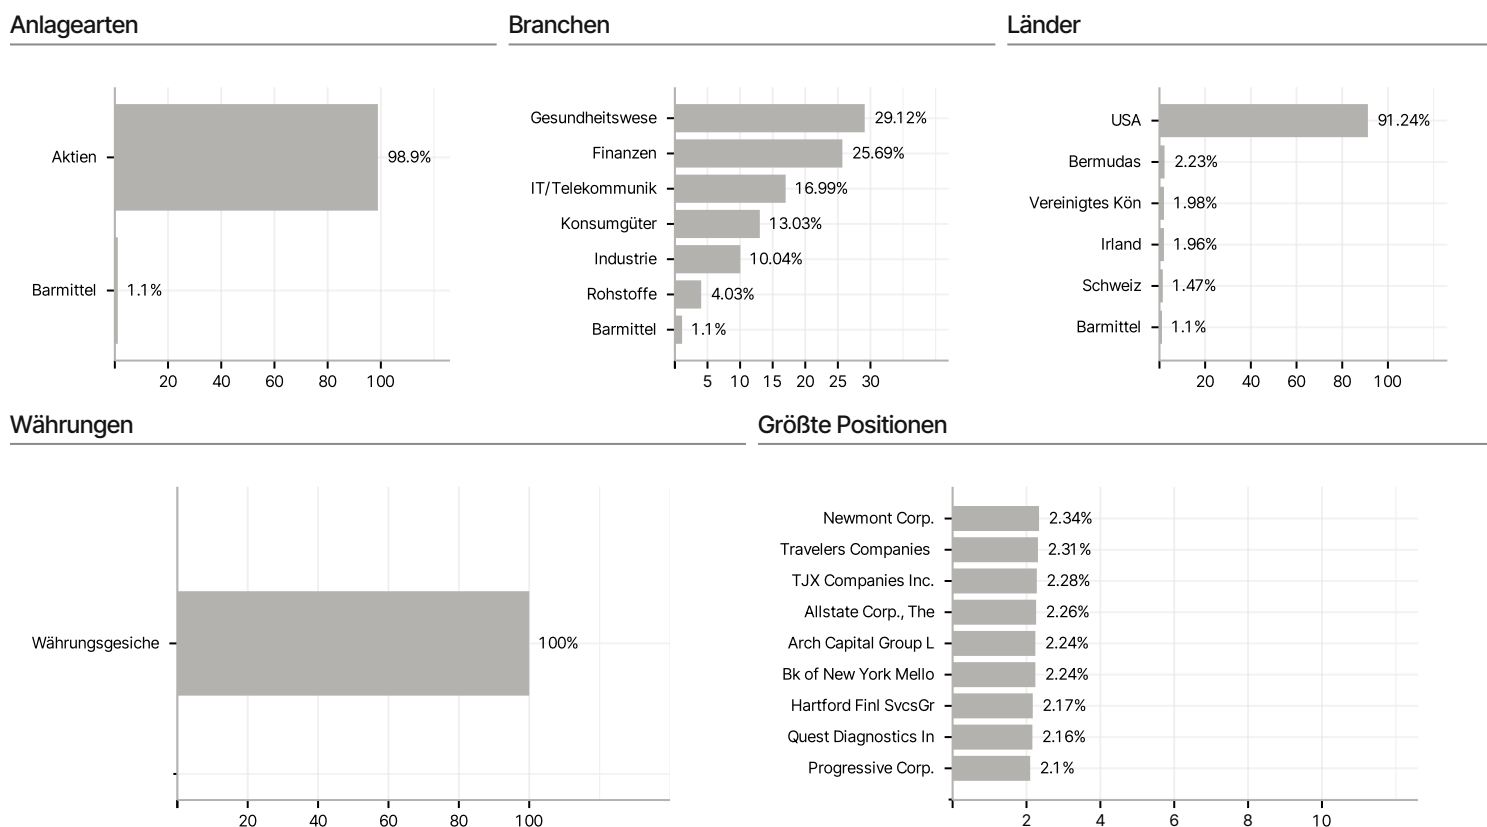 Anlagearten
Aktien
98.9%
Barmittel
1.1%
20 40 60 80 100
Branchen
Gesundheitswese
29.12%
Finanzen
25.69%
IT/Telekommunik
16.99%
Konsumgüter
13.03%
Industrie
10.04%
Rohstoffe
4.03%
Barmittel
1.1%
5 10 15 20 25 30
Länder
USA
91.24%
Bermudas
2.23%
Vereinigtes Kön
1.98%
Irland
1.96%
Schweiz
1.47%
Barmittel
1.1%
20 40 60 80 100
Währungen
Währungsgesiche
100%
20 40 60 80 100
Größte Positionen
Newmont Corp.
2.34%
Travelers Companies
2.31%
TJX Companies Inc.
2.28%
Allstate Corp., The
2.26%
Arch Capital Group L
2.24%
Bk of New York Mello
2.24%
Hartford Finl SvcsGr
2.17%
Quest Diagnostics In
2.16%
Progressive Corp.
2.1%
2 4 6 8 10